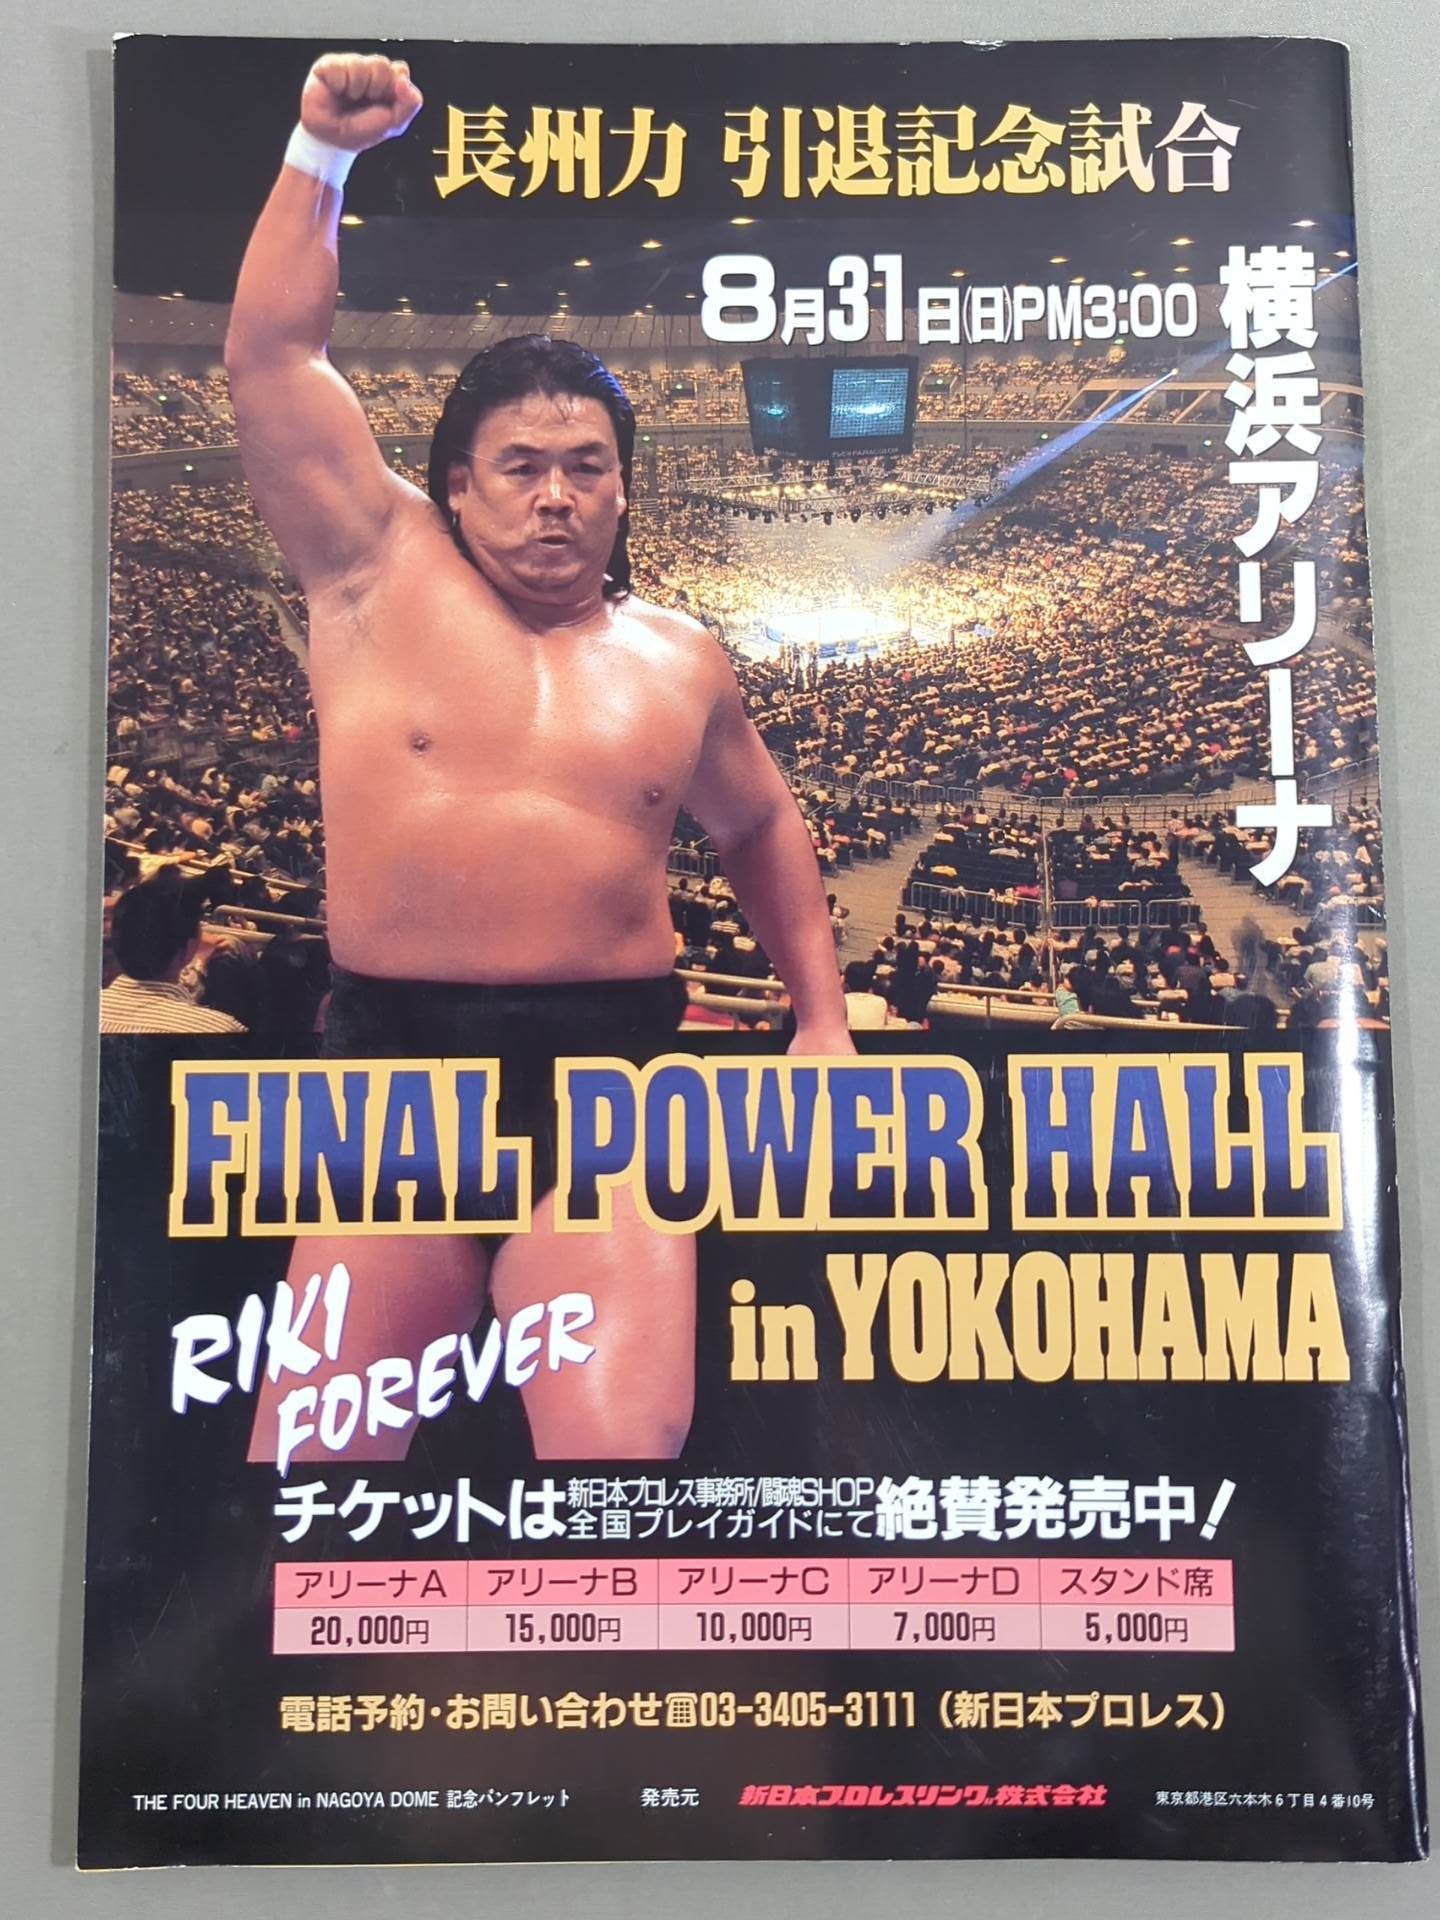 長州力 引退記念試合
8月31日(日)PM3:00
横浜アリーナ
FINAL POWER HALL
in YOKOHAMA
RIKI
FOREVER
チケットは新日本プロレス事務所/闘魂SHOP
全国プレイガイドにて絶賛発売中!
アリーナA アリーナB アリーナC アリーナD スタンド席
20,000円 15,000円 10,000円 7,000円 5,000円
電話予約・お問い合わせ☎03-3405-3111（新日本プロレス）
THE FOUR HEAVEN in NAGOYA DOME 記念パンフレット 発売元 新日本プロレスリング株式会社 東京都港区六本木6丁目4番10号